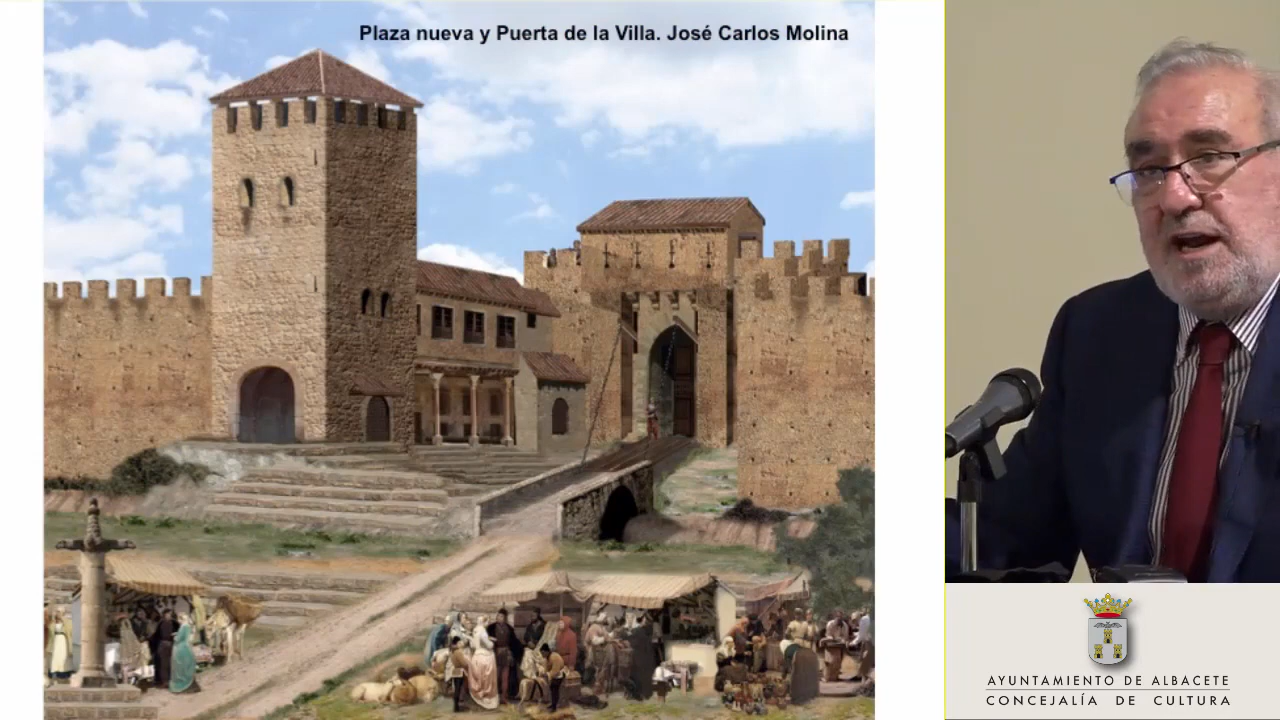 Plaza nueva y Puerta de la Villa. José Carlos Molina
AYUNTAMIENTO DE ALBACETE
CONCEJALÍA DE CULTURA